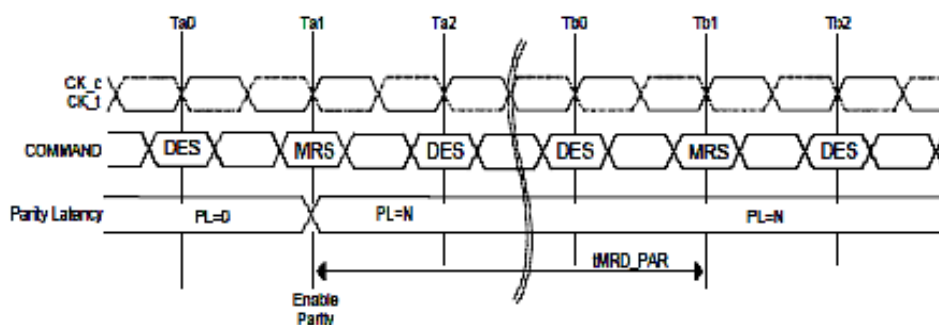 Ta0 Ta1 Ta2 Tb0 Tb1 Tb2
CK_c
CK_t
COMMAND DES MRS DES DES MRS DES
Parity Latency PL=0 PL=N PL=N
tMRD_PAR
Enable
Parity